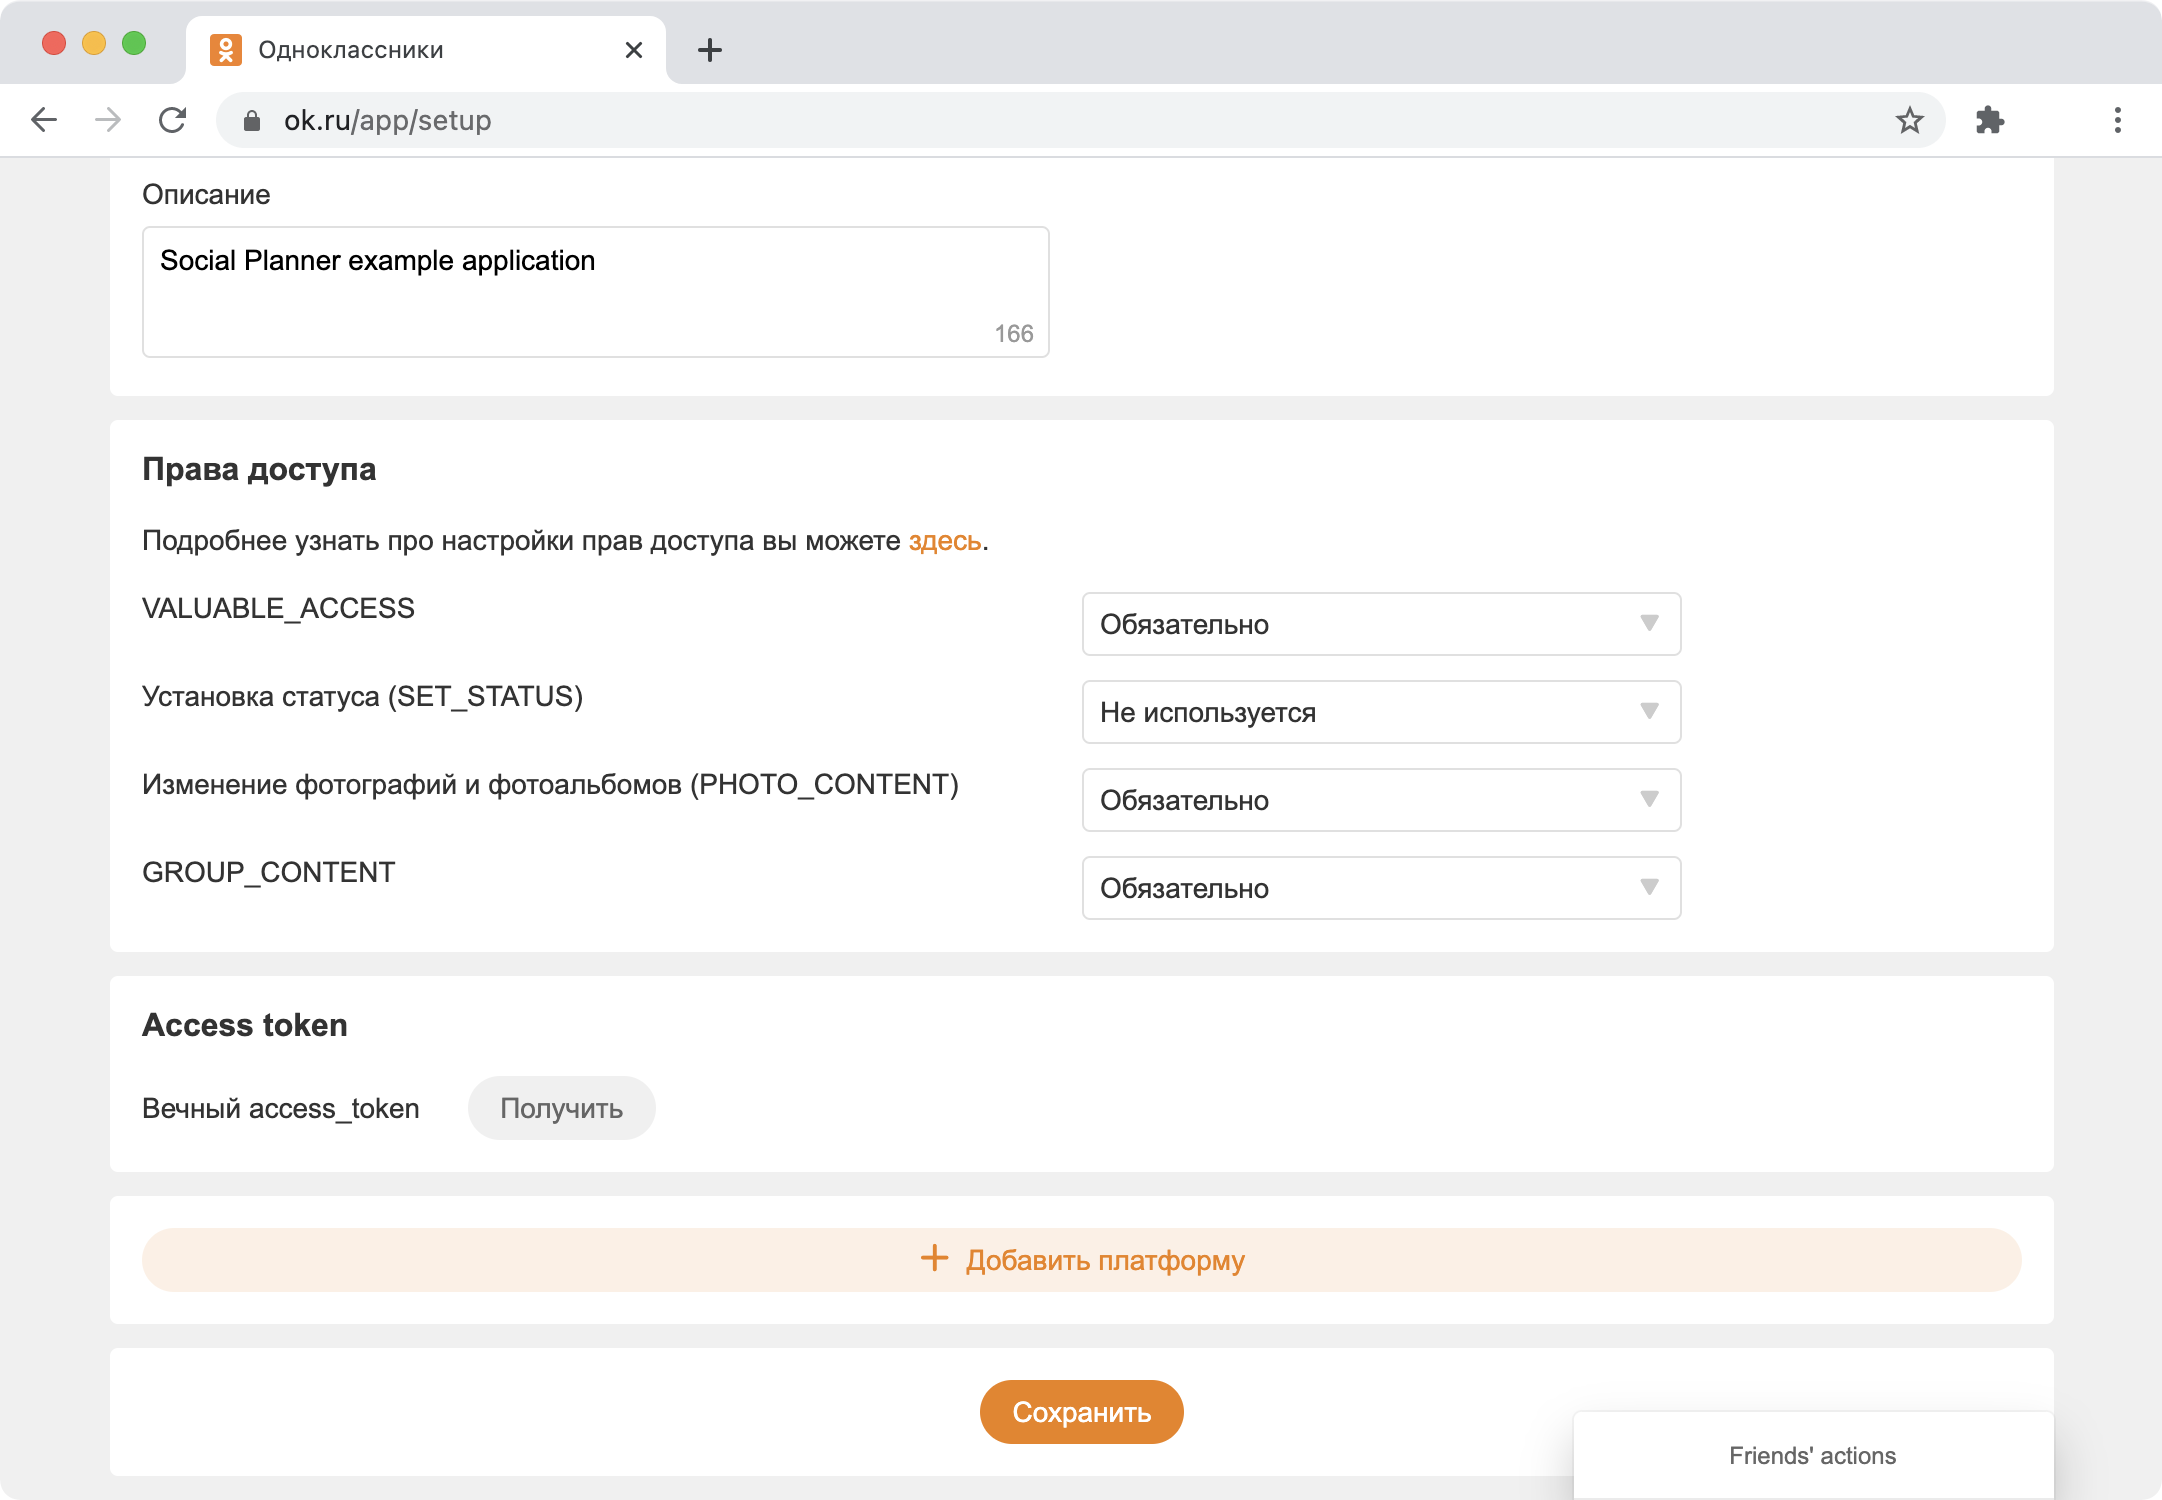 Одноклассники
ok.ru/app/setup
Описание
Social Planner example application
166
Права доступа
Подробнее узнать про настройки прав доступа вы можете здесь.
VALUABLE_ACCESS
Обязательно
Установка статуса (SET_STATUS)
Не используется
Изменение фотографий и фотоальбомов (PHOTO_CONTENT)
Обязательно
GROUP_CONTENT
Обязательно
Access token
Вечный access_token
Получить
Добавить платформу
Сохранить
Friends' actions